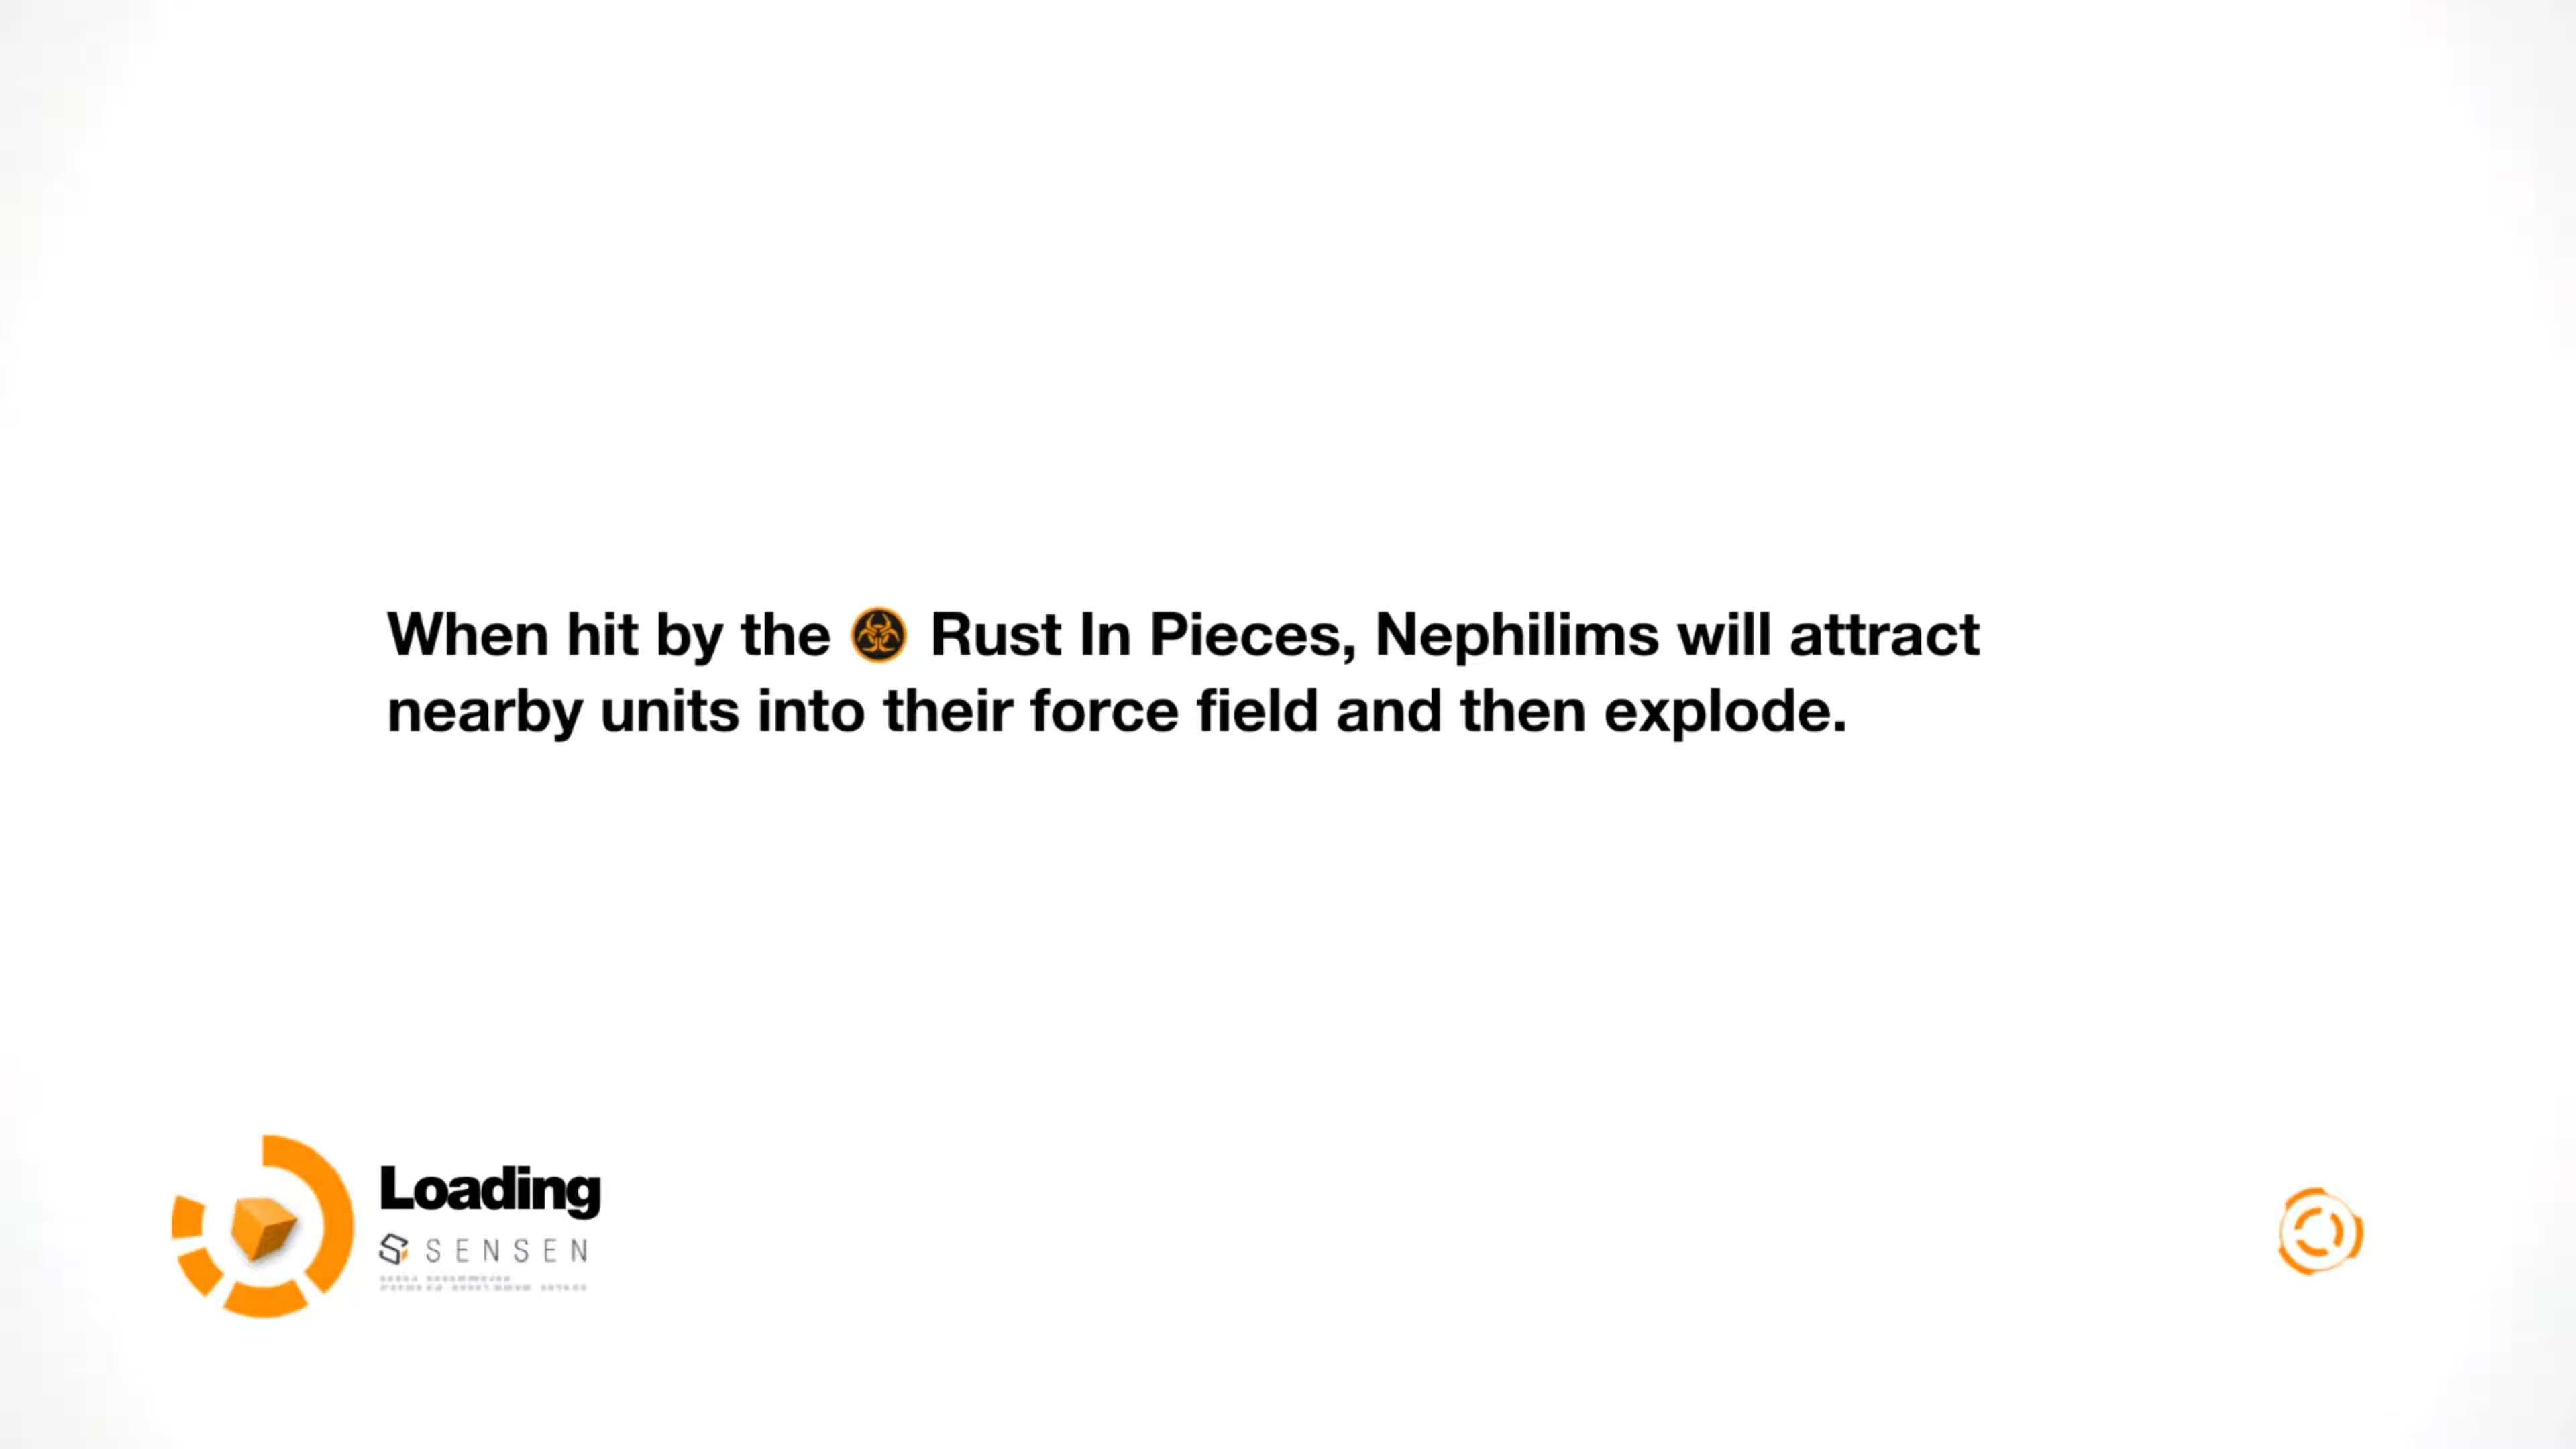 When hit by the Rust In Pieces, Nephilims will attract
nearby units into their force field and then explode.
Loading
SENSEN